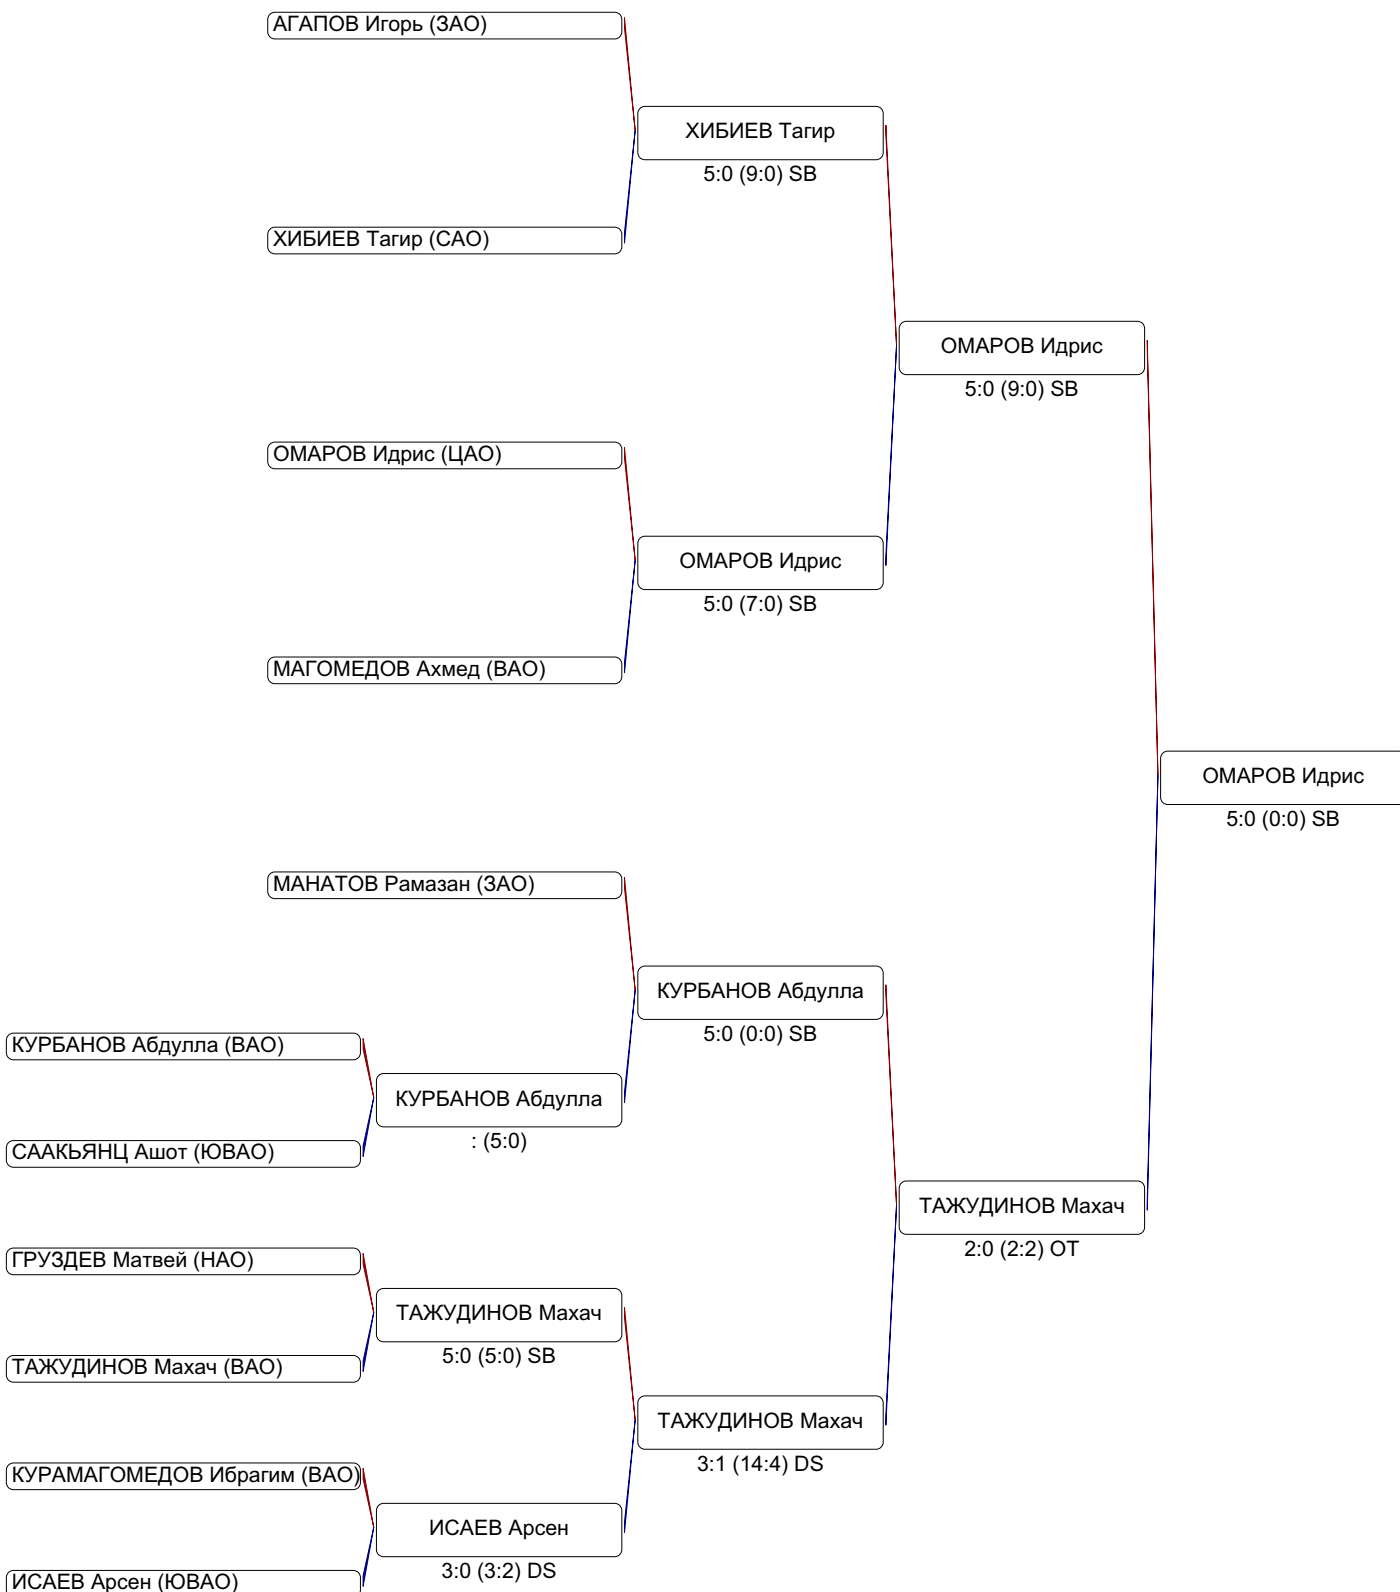 АГАПОВ Игорь (ЗАО)
ХИБИЕВ Тагир
5:0 (9:0) SB
ХИБИЕВ Тагир (САО)
ОМАРОВ Идрис
5:0 (9:0) SB
ОМАРОВ Идрис (ЦАО)
ОМАРОВ Идрис
5:0 (7:0) SB
МАГОМЕДОВ Ахмед (ВАО)
ОМАРОВ Идрис
5:0 (0:0) SB
МАНАТОВ Рамазан (ЗАО)
КУРБАНОВ Абдулла
5:0 (0:0) SB
КУРБАНОВ Абдулла (ВАО)
КУРБАНОВ Абдулла
: (5:0)
СААКЬЯНЦ Ашот (ЮВАО)
ТАЖУДИНОВ Махач
2:0 (2:2) OT
ГРУЗДЕВ Матвей (НАО)
ТАЖУДИНОВ Махач
5:0 (5:0) SB
ТАЖУДИНОВ Махач (ВАО)
ТАЖУДИНОВ Махач
3:1 (14:4) DS
КУРАМАГОМЕДОВ Ибрагим (ВАО)
ИСАЕВ Арсен
3:0 (3:2) DS
ИСАЕВ Арсен (ЮВАО)